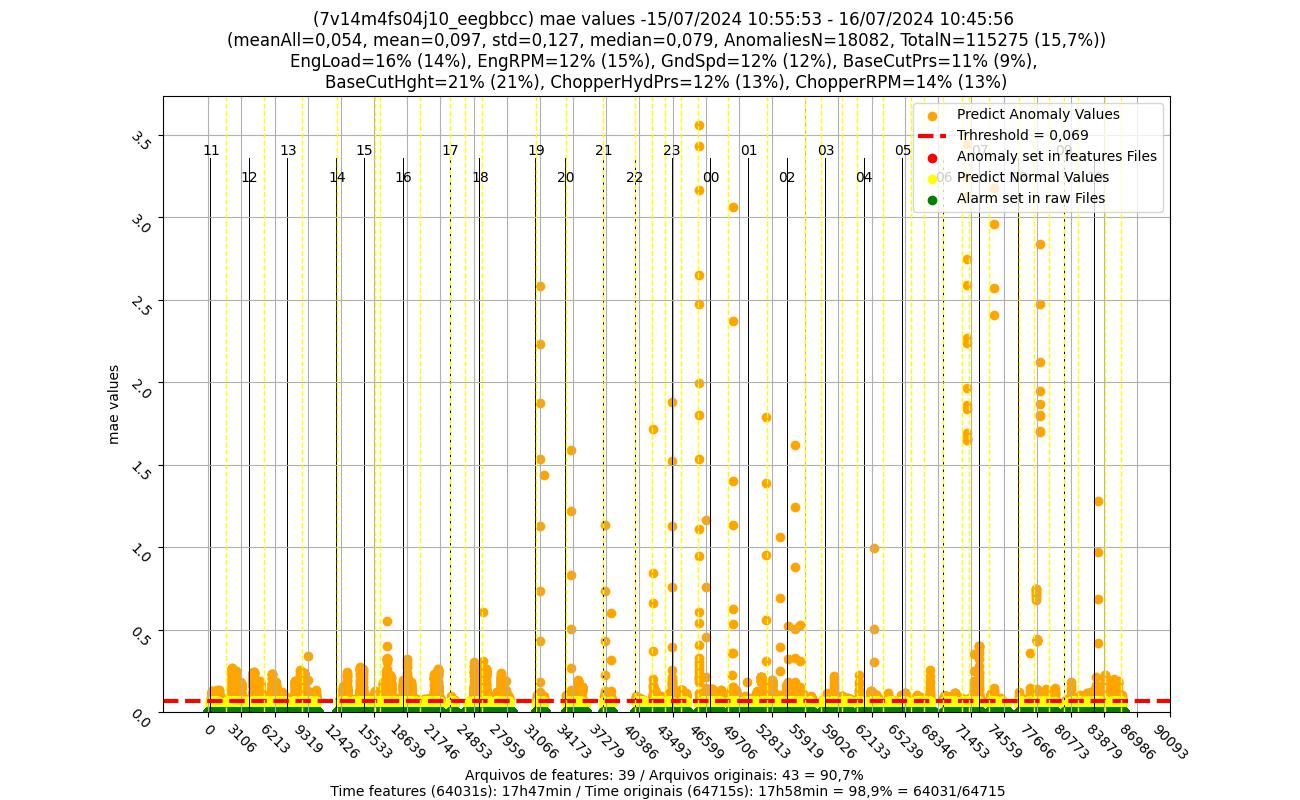 (7v14m4fs04j10_eegbbcc) mae values -15/07/2024 10:55:53 - 16/07/2024 10:45:56
(meanAll=0,054, mean=0,097, std=0,127, median=0,079, AnomaliesN=18082, TotalN=115275 (15,7%))
EngLoad=16% (14%), EngRPM=12% (15%), GndSpd=12% (12%), BaseCutPrs=11% (9%),
BaseCutHght=21% (21%), ChopperHydPrs=12% (13%), ChopperRPM=14% (13%)
Predict Anomaly Values
Trhreshold = 0,069
Anomaly set in features Files
Predict Normal Values
Alarm set in raw Files
11 13 15 17 19 21 23 01 03 05 07 09
12 14 16 18 20 22 00 02 04 06
mae values
3.5
3.0
2.5
2.0
1.5
1.0
0.5
0.0
0 3106 6213 9319 12426 15533 18639 21746 24853 27959 31066 34173 37279 40386 43493 46599 49706 52813 55919 59026 62133 65239 68346 71453 74559 77666 80773 83879 86986 90093
Arquivos de features: 39 / Arquivos originais: 43 = 90,7%
Time features (64031s): 17h47min / Time originais (64715s): 17h58min = 98,9% = 64031/64715